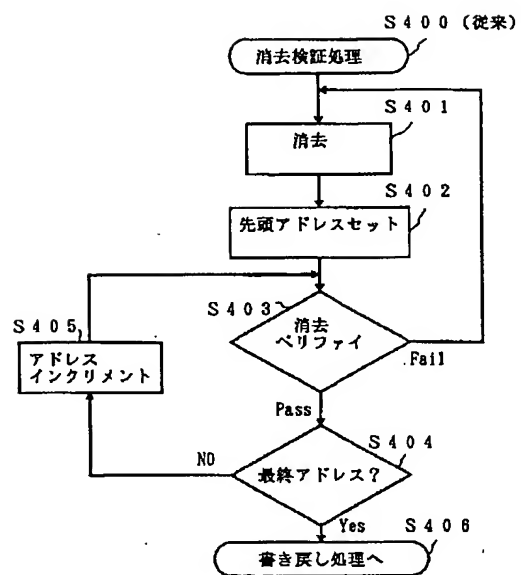 S400(従来)
消去検証処理
S401
消去
S402
先頭アドレスセット
S403
消去
ベリファイ
Fail
S405
アドレス
インクリメント
Pass
S404
NO
最終アドレス?
Yes
S406
書き戻し処理へ